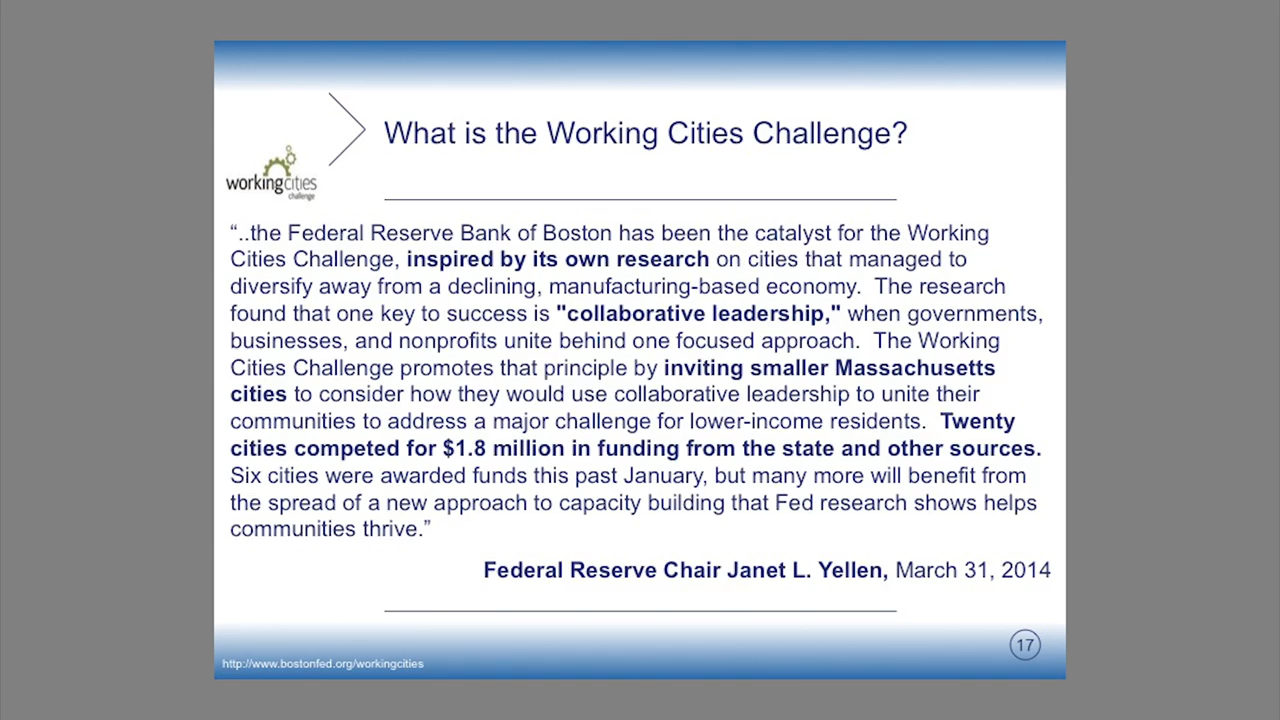 What is the Working Cities Challenge?
workingcities
challenge
“..the Federal Reserve Bank of Boston has been the catalyst for the Working
Cities Challenge, inspired by its own research on cities that managed to
diversify away from a declining, manufacturing-based economy.  The research
found that one key to success is "collaborative leadership," when governments,
businesses, and nonprofits unite behind one focused approach.  The Working
Cities Challenge promotes that principle by inviting smaller Massachusetts
cities to consider how they would use collaborative leadership to unite their
communities to address a major challenge for lower-income residents.  Twenty
cities competed for $1.8 million in funding from the state and other sources.
Six cities were awarded funds this past January, but many more will benefit from
the spread of a new approach to capacity building that Fed research shows helps
communities thrive.”
Federal Reserve Chair Janet L. Yellen, March 31, 2014
17
http://www.bostonfed.org/workingcities